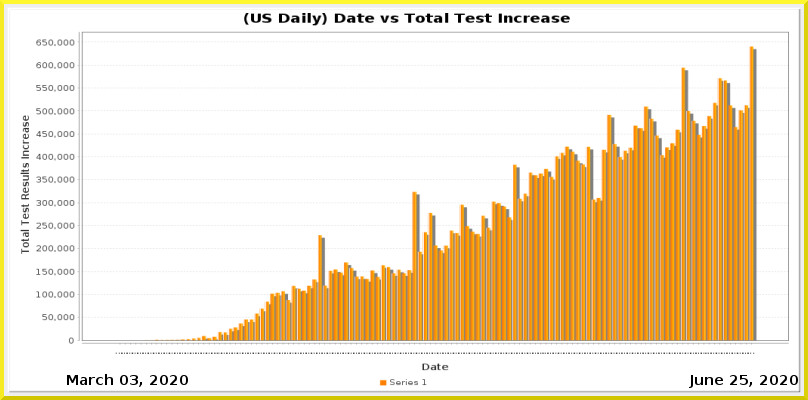 (US Daily) Date vs Total Test Increase
Total Test Results Increase
650,000
600,000
550,000
500,000
450,000
400,000
350,000
300,000
250,000
200,000
150,000
100,000
50,000
0
Date
March 03, 2020
Series 1
June 25, 2020